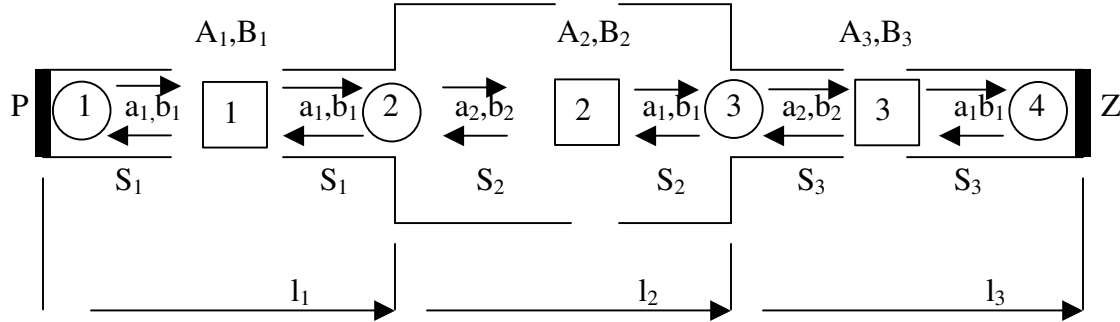 A₁,B₁ A₂,B₂ A₃,B₃
P 1 a₁,b₁ 1 a₁,b₁ 2 a₂,b₂ 2 a₁,b₁ 3 a₂,b₂ 3 a₁b₁ 4 Z
S₁ S₁ S₂ S₂ S₃ S₃
l₁ l₂ l₃